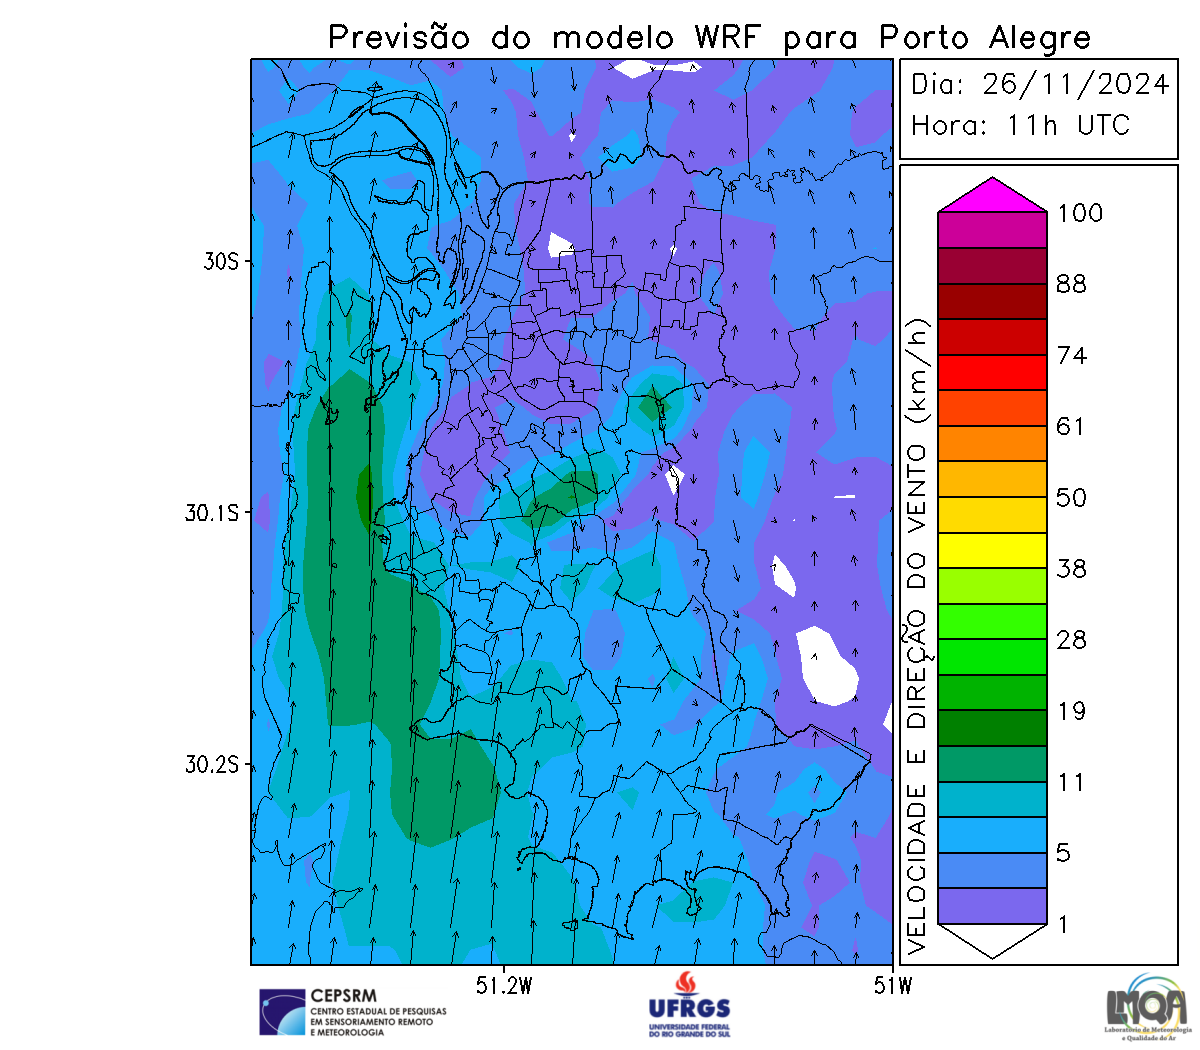 Previsão do modelo WRF para Porto Alegre
Dia: 26/11/2024
Hora: 11h UTC
30S
30.1S
30.2S
51.2W
51W
VELOCIDADE E DIREÇÃO DO VENTO (km/h)
100
88
74
61
50
38
28
19
11
5
1
CEPSRM
CENTRO ESTADUAL DE PESQUISAS
EM SENSORIAMENTO REMOTO
E METEOROLOGIA
UFRGS
UNIVERSIDADE FEDERAL
DO RIO GRANDE DO SUL
LMQA
Laboratório de Meteorologia
e Qualidade do Ar